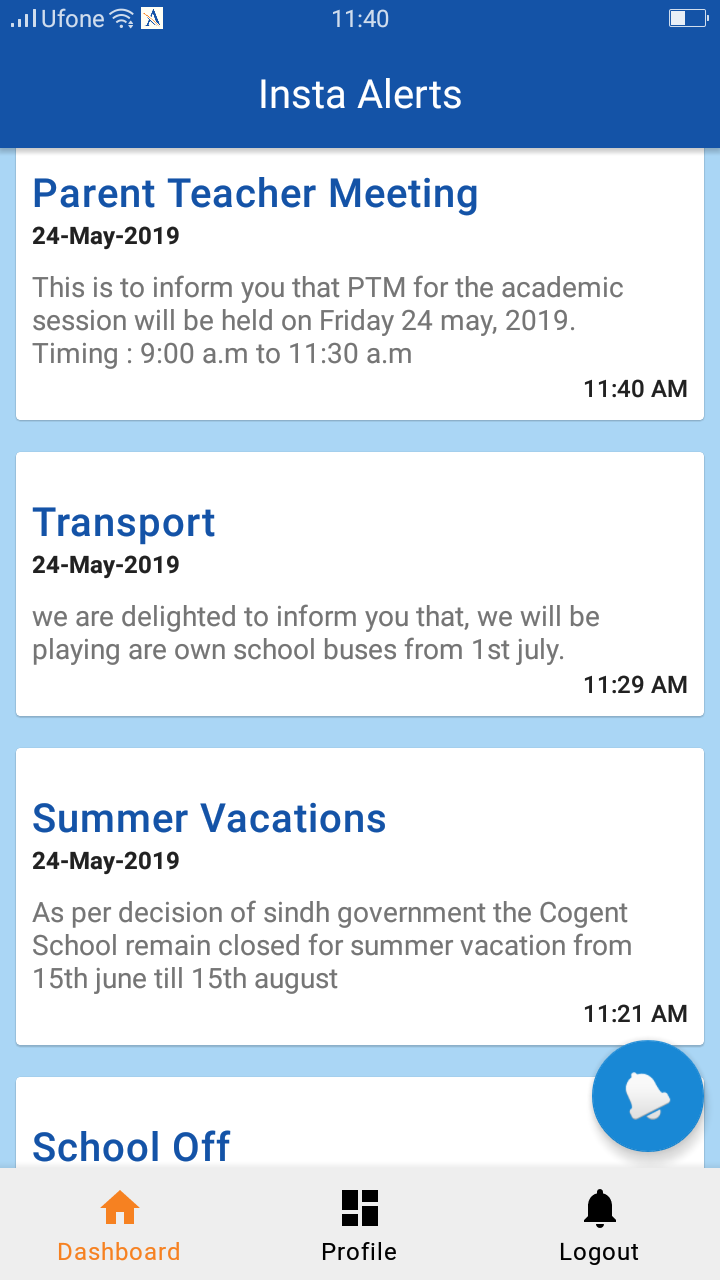 Ufone
11:40
Insta Alerts
Parent Teacher Meeting
24-May-2019
This is to inform you that PTM for the academic
session will be held on Friday 24 may, 2019.
Timing : 9:00 a.m to 11:30 a.m
11:40 AM
Transport
24-May-2019
we are delighted to inform you that, we will be
playing are own school buses from 1st july.
11:29 AM
Summer Vacations
24-May-2019
As per decision of sindh government the Cogent
School remain closed for summer vacation from
15th june till 15th august
11:21 AM
School Off
Dashboard
Profile
Logout